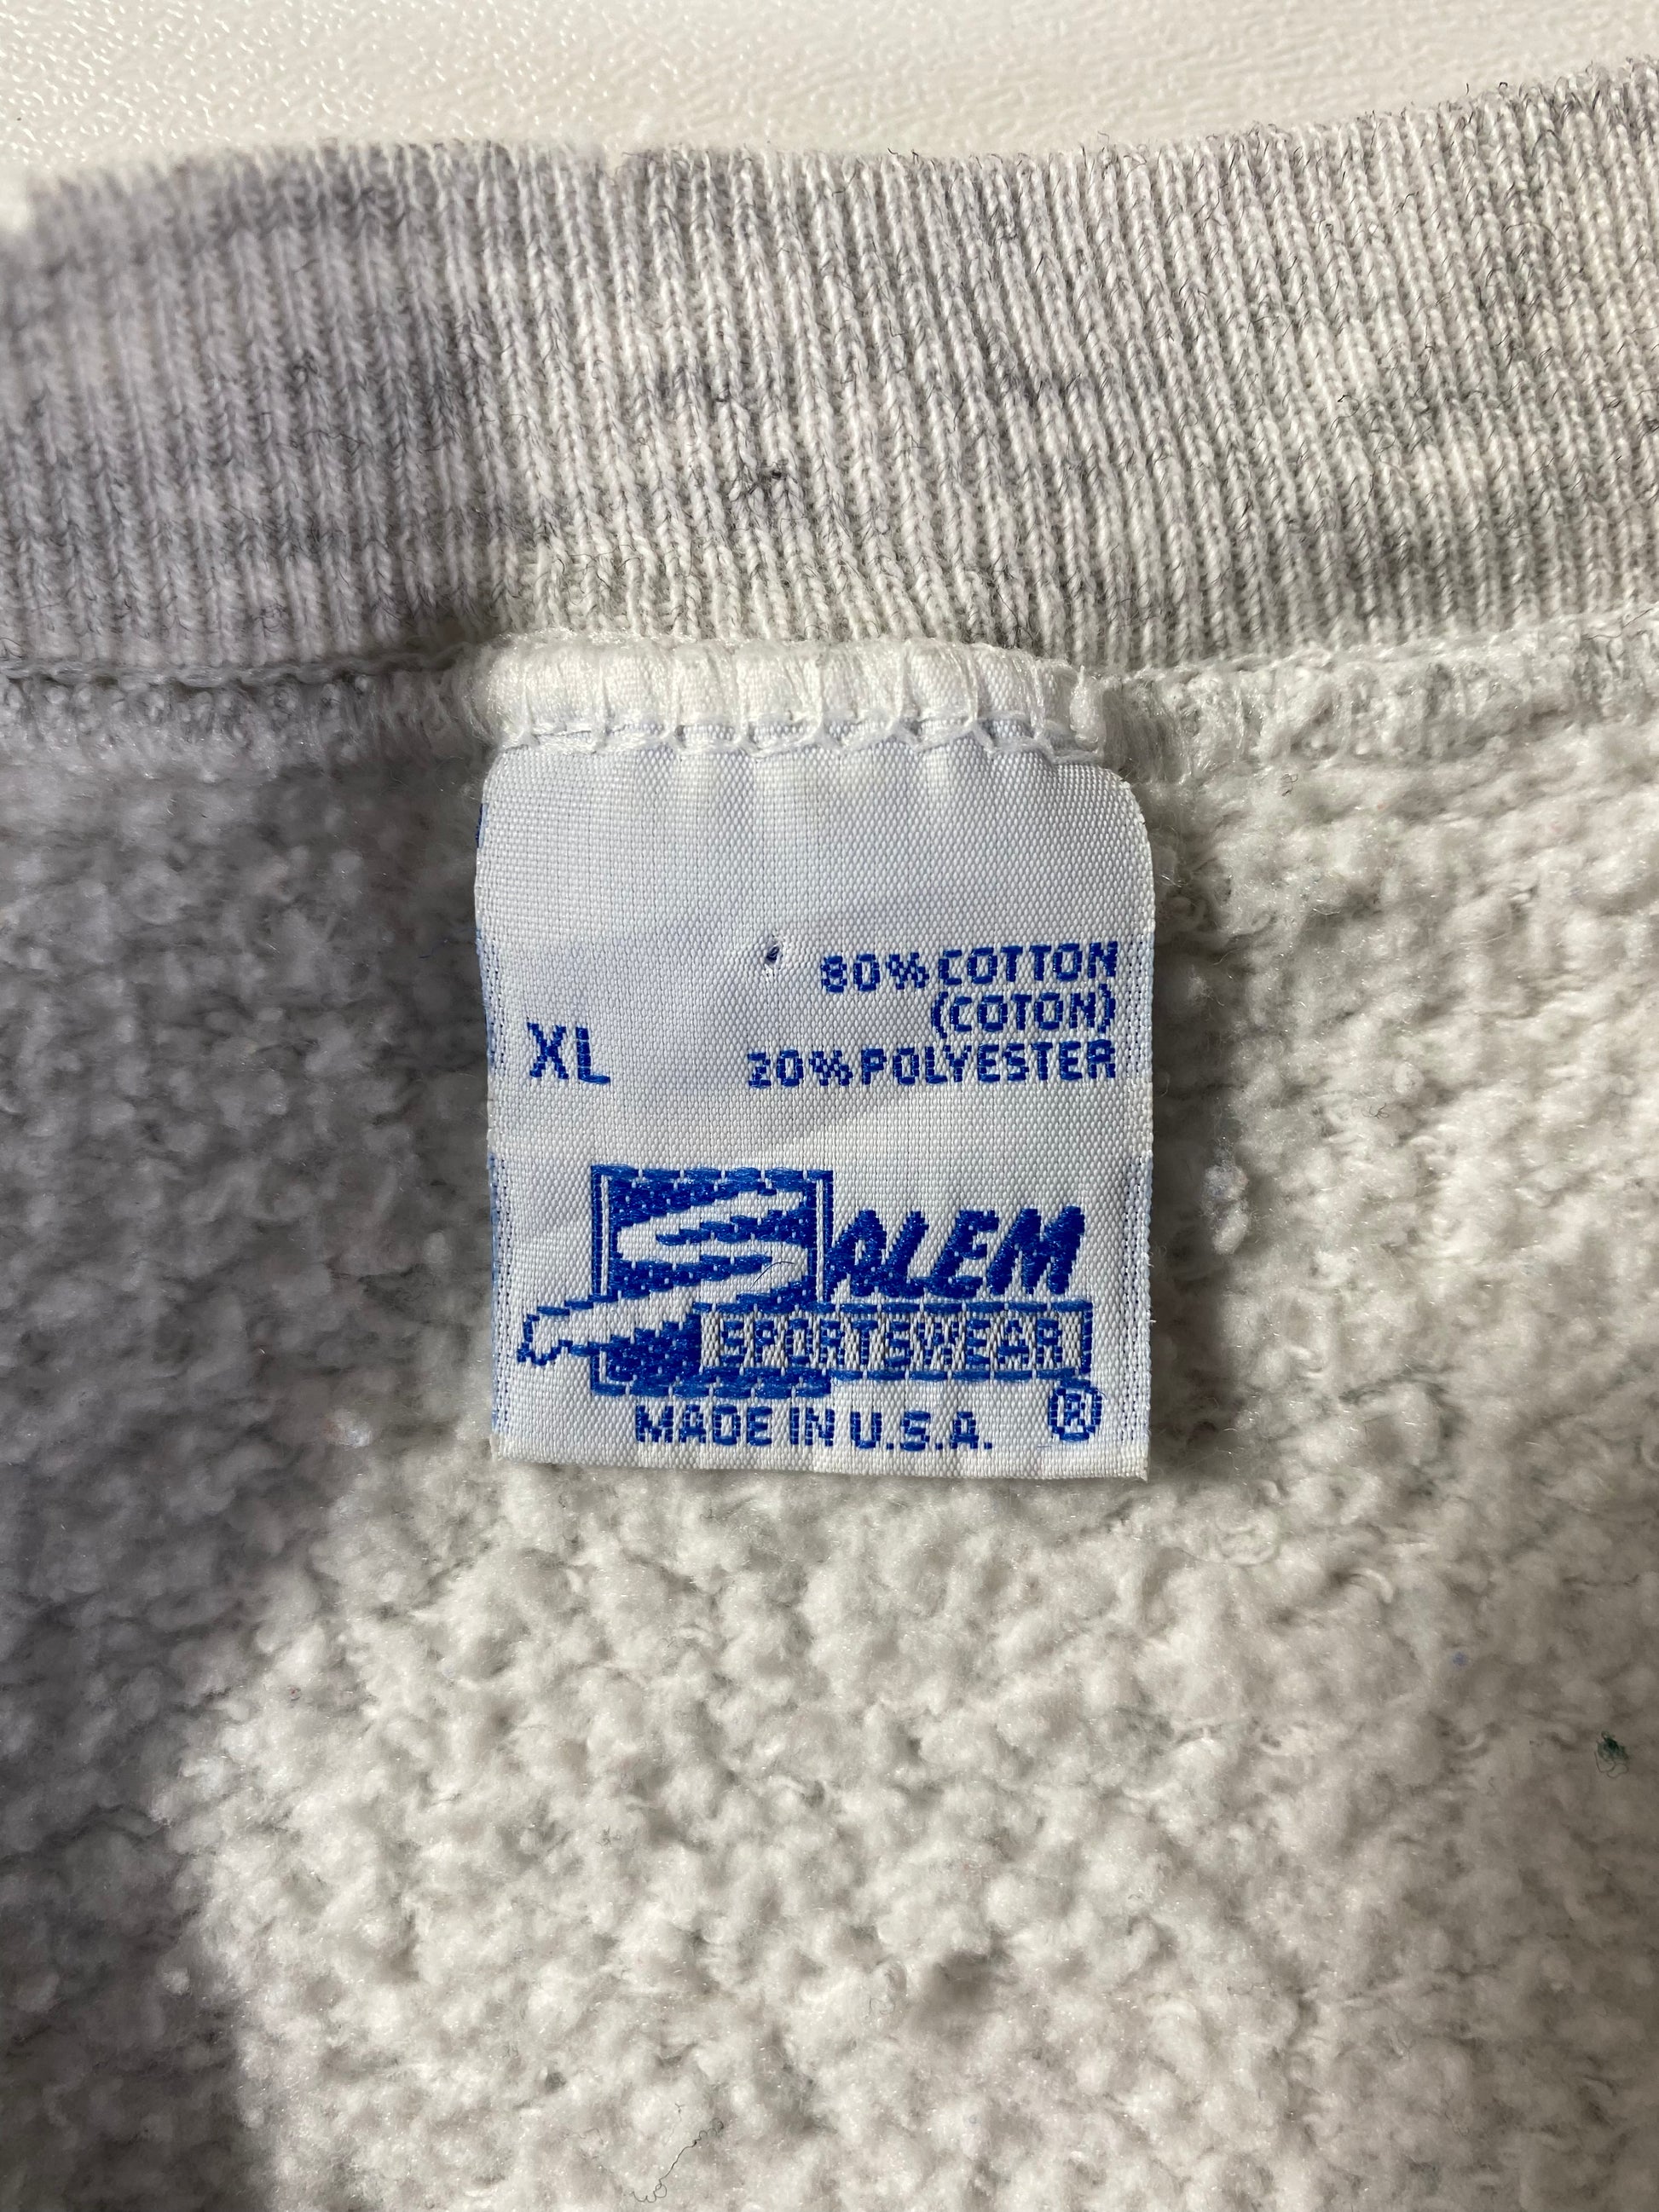 80% COTTON
(COTON)
XL 20% POLYESTER
SALEM
SPORTSWEAR
MADE IN U.S.A. ®